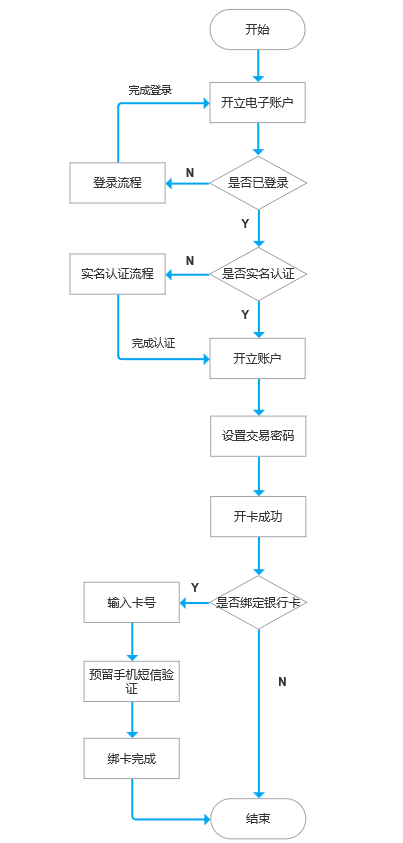 开始
完成登录
开立电子账户
登录流程
N
是否已登录
Y
实名认证流程
N
是否实名认证
Y
完成认证
开立账户
设置交易密码
开卡成功
Y
输入卡号
是否绑定银行卡
预留手机短信验
证
N
绑卡完成
结束